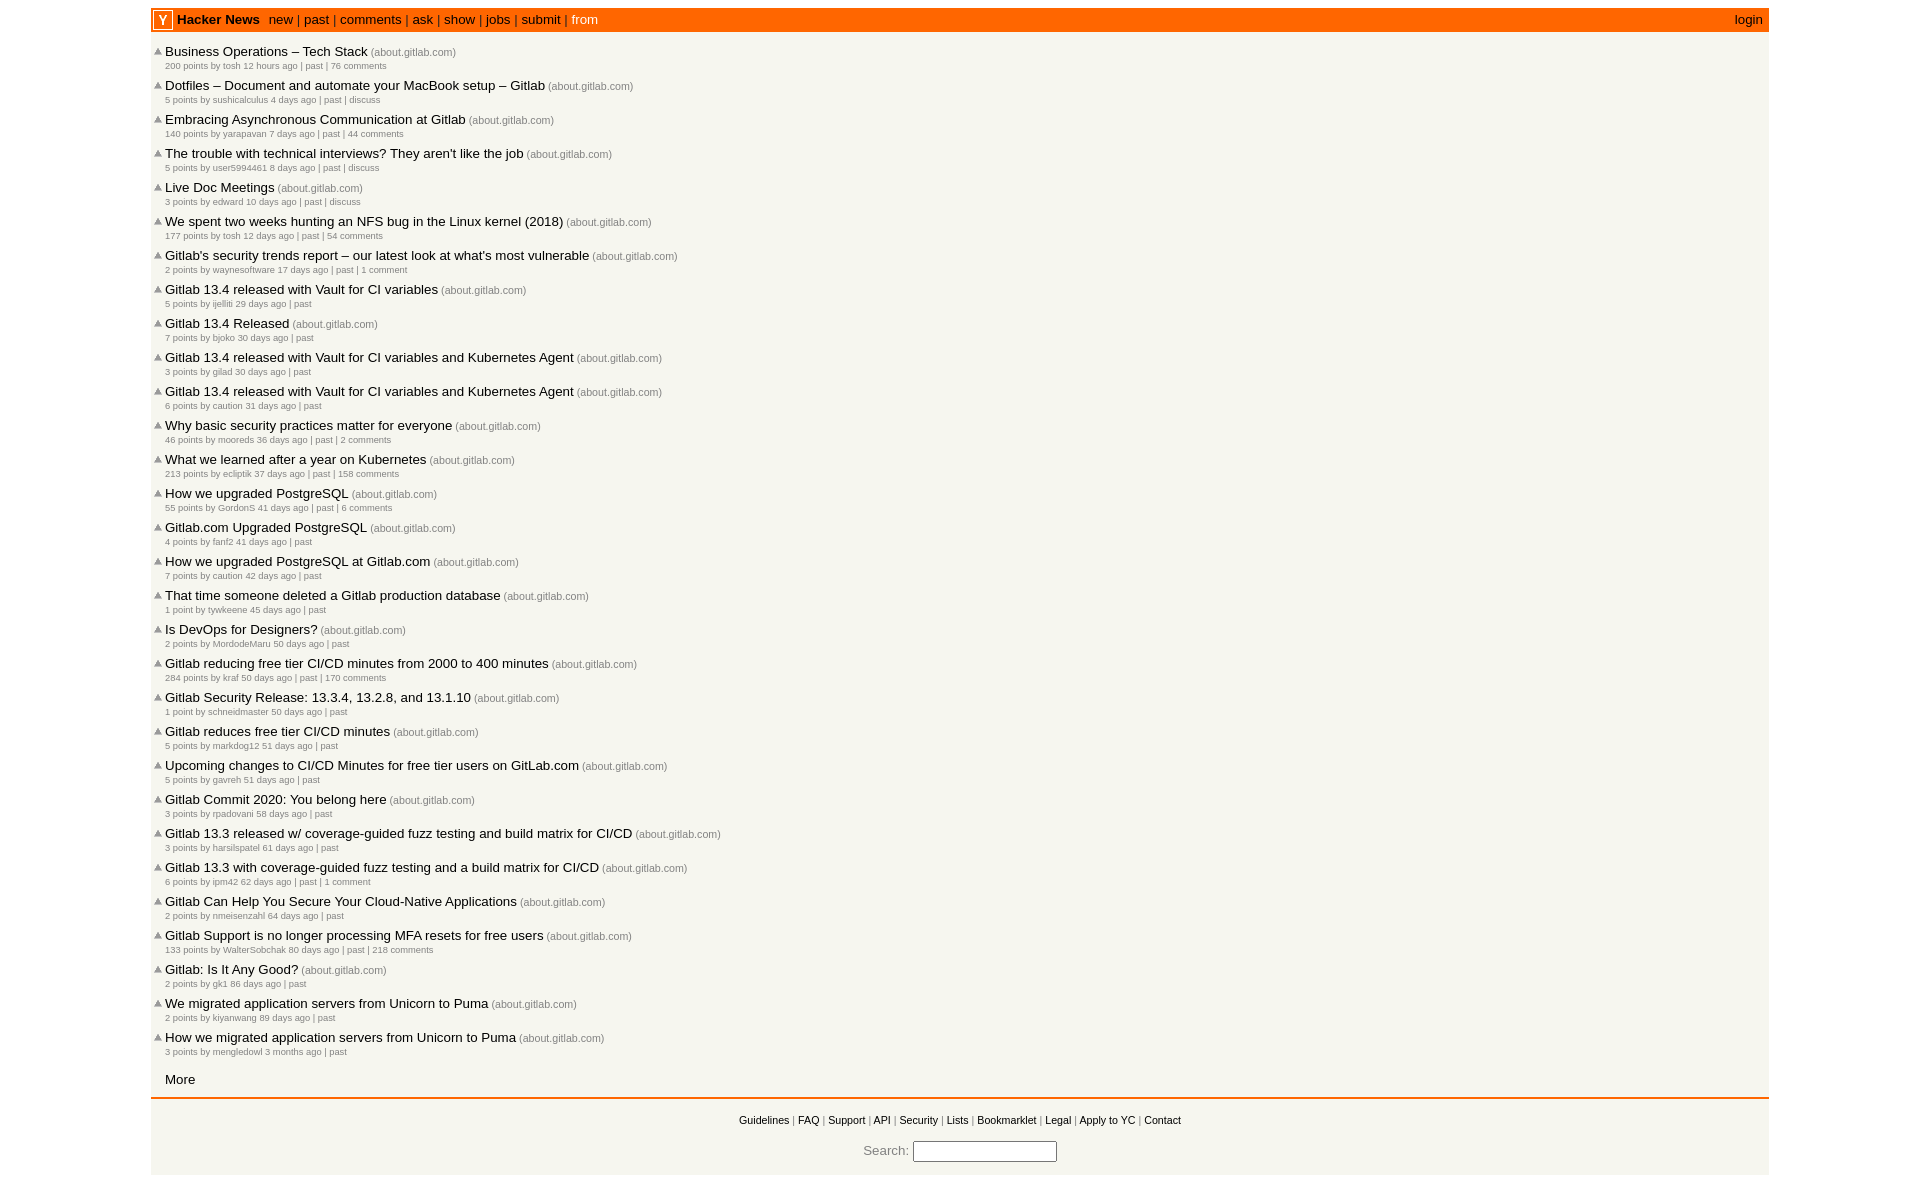 Y Hacker News new | past | comments | ask | show | jobs | submit | from login
Business Operations – Tech Stack (about.gitlab.com)
200 points by tosh 12 hours ago | past | 76 comments
Dotfiles – Document and automate your MacBook setup – Gitlab (about.gitlab.com)
5 points by sushicalculus 4 days ago | past | discuss
Embracing Asynchronous Communication at Gitlab (about.gitlab.com)
140 points by yarapavan 7 days ago | past | 44 comments
The trouble with technical interviews? They aren't like the job (about.gitlab.com)
5 points by user5994461 8 days ago | past | discuss
Live Doc Meetings (about.gitlab.com)
3 points by edward 10 days ago | past | discuss
We spent two weeks hunting an NFS bug in the Linux kernel (2018) (about.gitlab.com)
177 points by tosh 12 days ago | past | 54 comments
Gitlab's security trends report – our latest look at what's most vulnerable (about.gitlab.com)
2 points by waynesoftware 17 days ago | past | 1 comment
Gitlab 13.4 released with Vault for CI variables (about.gitlab.com)
5 points by ijelliti 29 days ago | past
Gitlab 13.4 Released (about.gitlab.com)
7 points by bjoko 30 days ago | past
Gitlab 13.4 released with Vault for CI variables and Kubernetes Agent (about.gitlab.com)
3 points by gilad 30 days ago | past
Gitlab 13.4 released with Vault for CI variables and Kubernetes Agent (about.gitlab.com)
6 points by caution 31 days ago | past
Why basic security practices matter for everyone (about.gitlab.com)
46 points by mooreds 36 days ago | past | 2 comments
What we learned after a year on Kubernetes (about.gitlab.com)
213 points by ecliptik 37 days ago | past | 158 comments
How we upgraded PostgreSQL (about.gitlab.com)
55 points by GordonS 41 days ago | past | 6 comments
Gitlab.com Upgraded PostgreSQL (about.gitlab.com)
4 points by fanf2 41 days ago | past
How we upgraded PostgreSQL at Gitlab.com (about.gitlab.com)
7 points by caution 42 days ago | past
That time someone deleted a Gitlab production database (about.gitlab.com)
1 point by tywkeene 45 days ago | past
Is DevOps for Designers? (about.gitlab.com)
2 points by MordodeMaru 50 days ago | past
Gitlab reducing free tier CI/CD minutes from 2000 to 400 minutes (about.gitlab.com)
284 points by kraf 50 days ago | past | 170 comments
Gitlab Security Release: 13.3.4, 13.2.8, and 13.1.10 (about.gitlab.com)
1 point by schneidmaster 50 days ago | past
Gitlab reduces free tier CI/CD minutes (about.gitlab.com)
5 points by markdog12 51 days ago | past
Upcoming changes to CI/CD Minutes for free tier users on GitLab.com (about.gitlab.com)
5 points by gavreh 51 days ago | past
Gitlab Commit 2020: You belong here (about.gitlab.com)
3 points by rpadovani 58 days ago | past
Gitlab 13.3 released w/ coverage-guided fuzz testing and build matrix for CI/CD (about.gitlab.com)
3 points by harsilspatel 61 days ago | past
Gitlab 13.3 with coverage-guided fuzz testing and a build matrix for CI/CD (about.gitlab.com)
6 points by ipm42 62 days ago | past | 1 comment
Gitlab Can Help You Secure Your Cloud-Native Applications (about.gitlab.com)
2 points by nmeisenzahl 64 days ago | past
Gitlab Support is no longer processing MFA resets for free users (about.gitlab.com)
133 points by WalterSobchak 80 days ago | past | 218 comments
Gitlab: Is It Any Good? (about.gitlab.com)
2 points by gk1 86 days ago | past
We migrated application servers from Unicorn to Puma (about.gitlab.com)
2 points by kiyanwang 89 days ago | past
How we migrated application servers from Unicorn to Puma (about.gitlab.com)
3 points by mengledowl 3 months ago | past
More
Guidelines | FAQ | Support | API | Security | Lists | Bookmarklet | Legal | Apply to YC | Contact
Search: